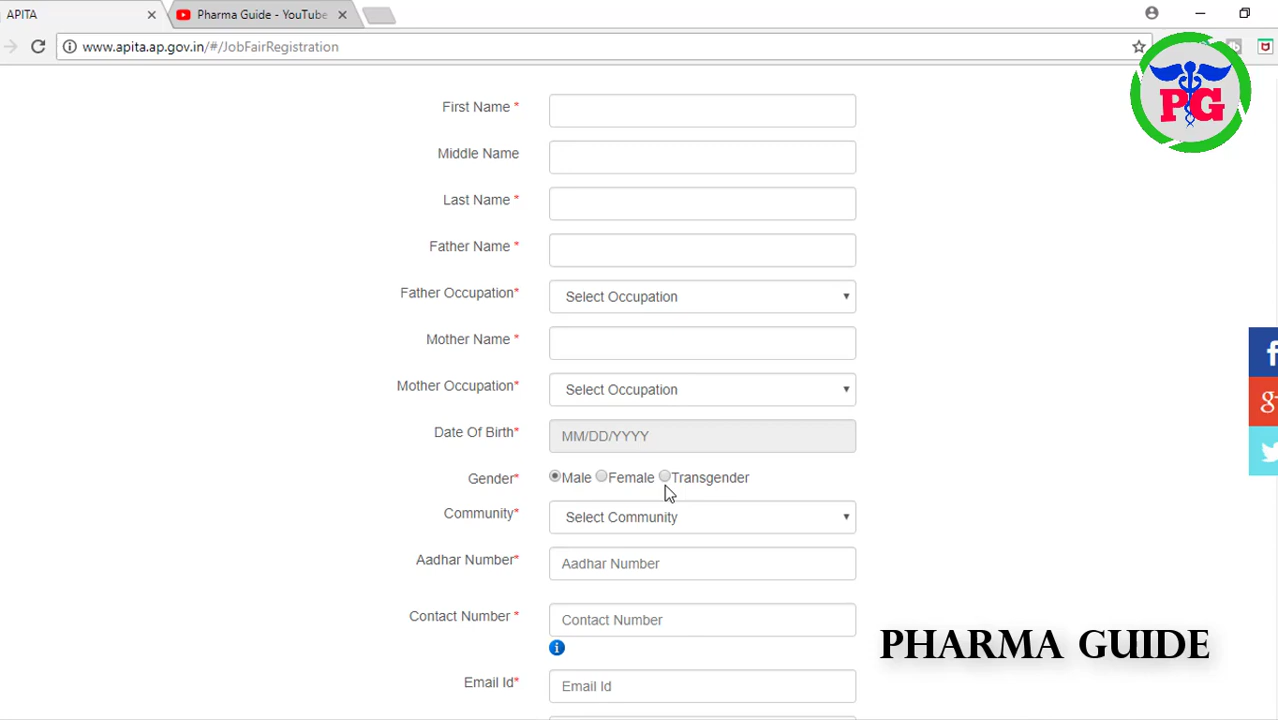 APITA
Pharma Guide - YouTube
www.apita.ap.gov.in/#/JobFairRegistration
PG
First Name *
Middle Name
Last Name *
Father Name *
Father Occupation*
Select Occupation
Mother Name *
Mother Occupation*
Select Occupation
Date Of Birth*
MM/DD/YYYY
Gender*
Male Female Transgender
Community*
Select Community
Aadhar Number*
Aadhar Number
Contact Number *
Contact Number
PHARMA GUIDE
Email Id*
Email Id